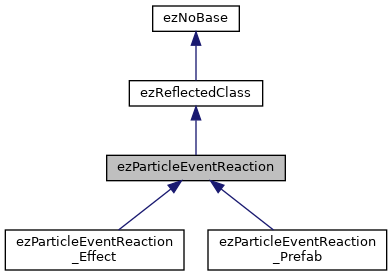 ezNoBase
ezReflectedClass
ezParticleEventReaction
ezParticleEventReaction
_Effect
ezParticleEventReaction
_Prefab